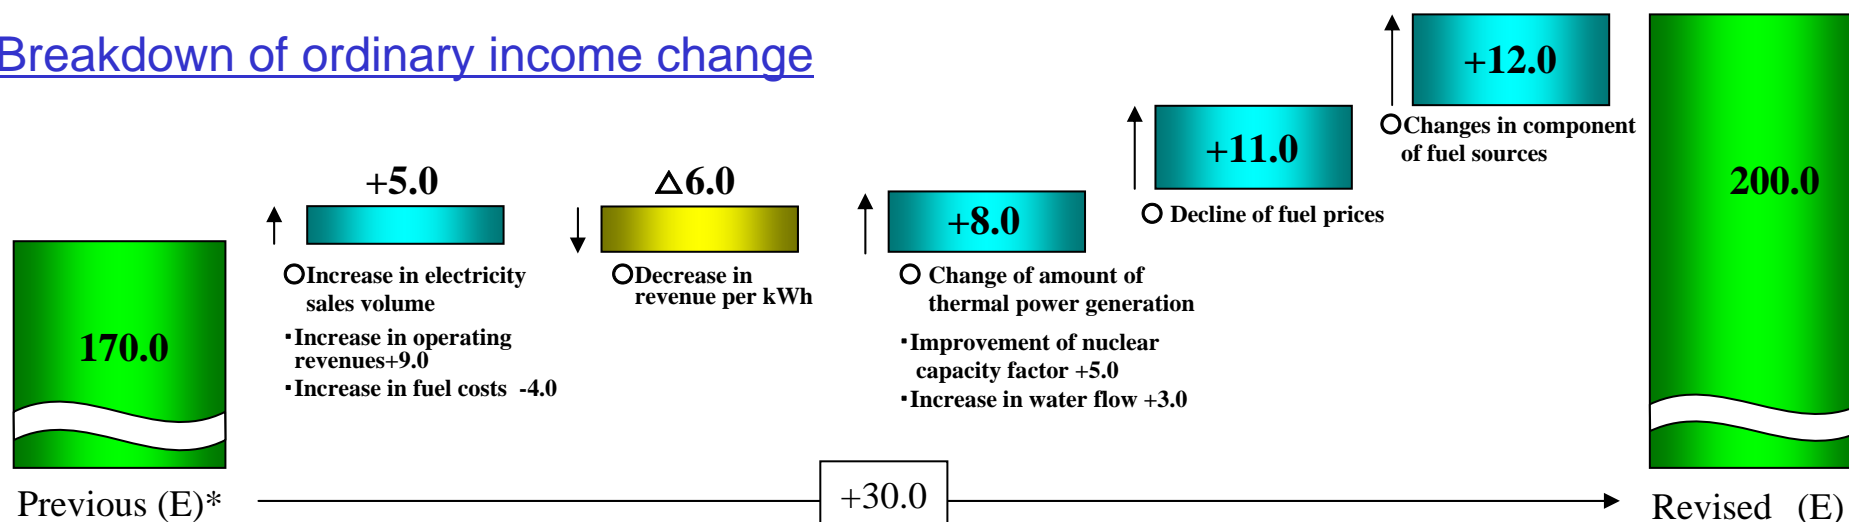 Breakdown of ordinary income change
+12.0
○Changes in component
of fuel sources
+11.0
○ Decline of fuel prices
200.0
+5.0
○Increase in electricity
sales volume
・Increase in operating
revenues+9.0
・Increase in fuel costs -4.0
△6.0
○Decrease in
revenue per kWh
+8.0
○ Change of amount of
thermal power generation
・Improvement of nuclear
capacity factor +5.0
・Increase in water flow +3.0
170.0
Previous (E)*
+30.0
Revised (E)